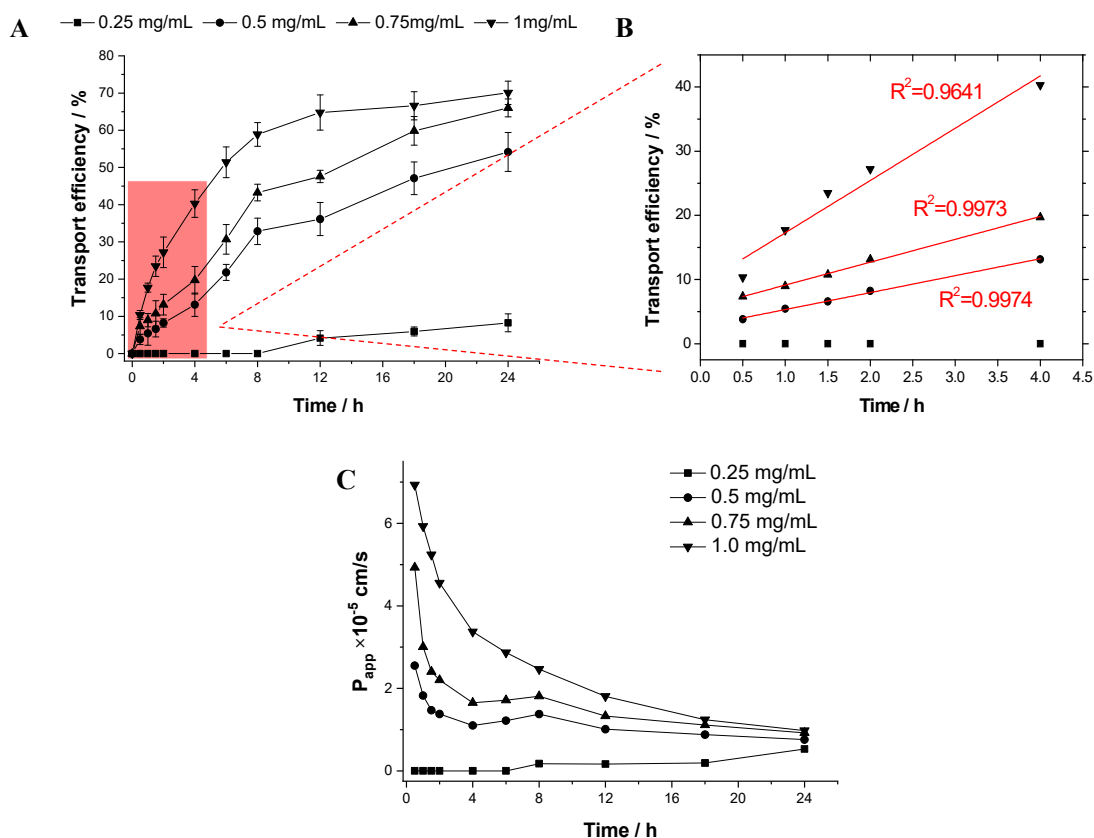 A
0.25 mg/mL 0.5 mg/mL 0.75mg/mL 1mg/mL
80
70
60
50
40
30
20
10
0
Transport efficiency / %
0 4 8 12 16 20 24
Time / h
B
40
30
20
10
0
Transport efficiency / %
R²=0.9641
R²=0.9973
R²=0.9974
0.0 0.5 1.0 1.5 2.0 2.5 3.0 3.5 4.0 4.5
Time / h
C
0.25 mg/mL
0.5 mg/mL
0.75 mg/mL
1.0 mg/mL
6
4
2
0
Papp ×10⁻⁵ cm/s
0 4 8 12 16 20 24
Time / h